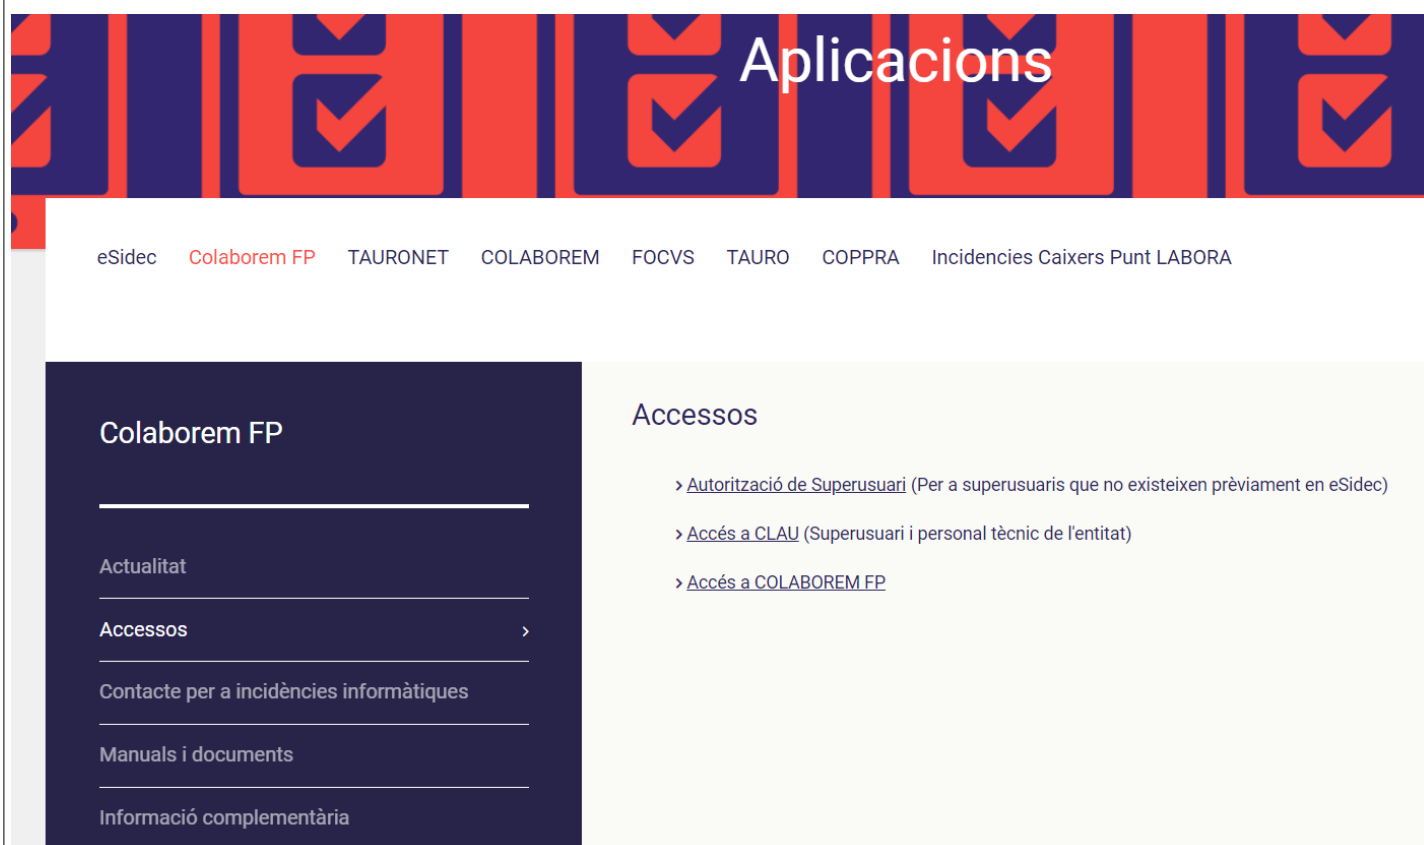 Aplicacions
eSidec Colaborem FP TAURONET COLABOREM FOCVS TAURO COPPRA Incidencies Caixers Punt LABORA
Colaborem FP
Actualitat
Accessos
Contacte per a incidències informàtiques
Manuals i documents
Informació complementària
Accessos
Autorització de Superusuari (Per a superusuaris que no existeixen prèviament en eSidec)
Accés a CLAU (Superusuari i personal tècnic de l'entitat)
Accés a COLABOREM FP